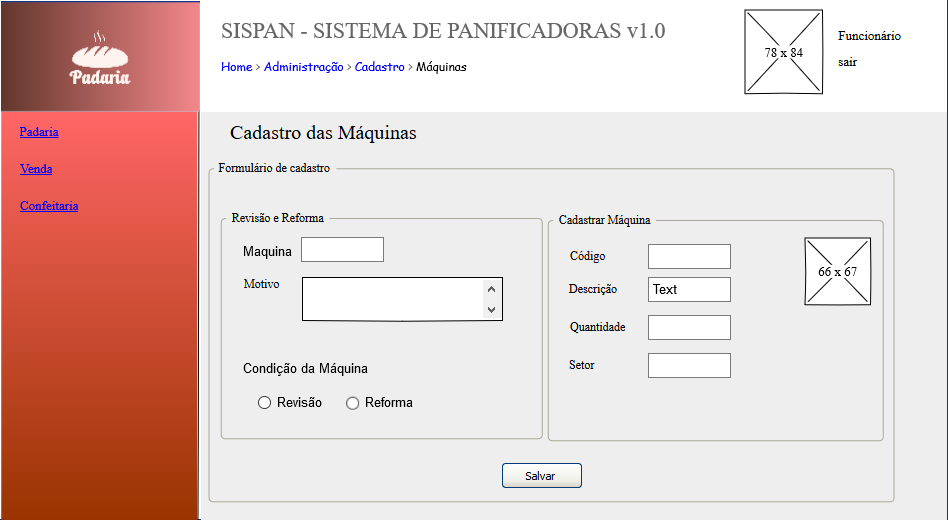 Padaria
SISPAN - SISTEMA DE PANIFICADORAS v1.0
Home > Administração > Cadastro > Máquinas
78 x 84
Funcionário
sair
Padaria
Venda
Confeitaria
Cadastro das Máquinas
Formulário de cadastro
Revisão e Reforma
Maquina
Motivo
Condição da Máquina
Revisão Reforma
Cadastrar Máquina
Código
Descrição Text
Quantidade
Setor
66 x 67
Salvar